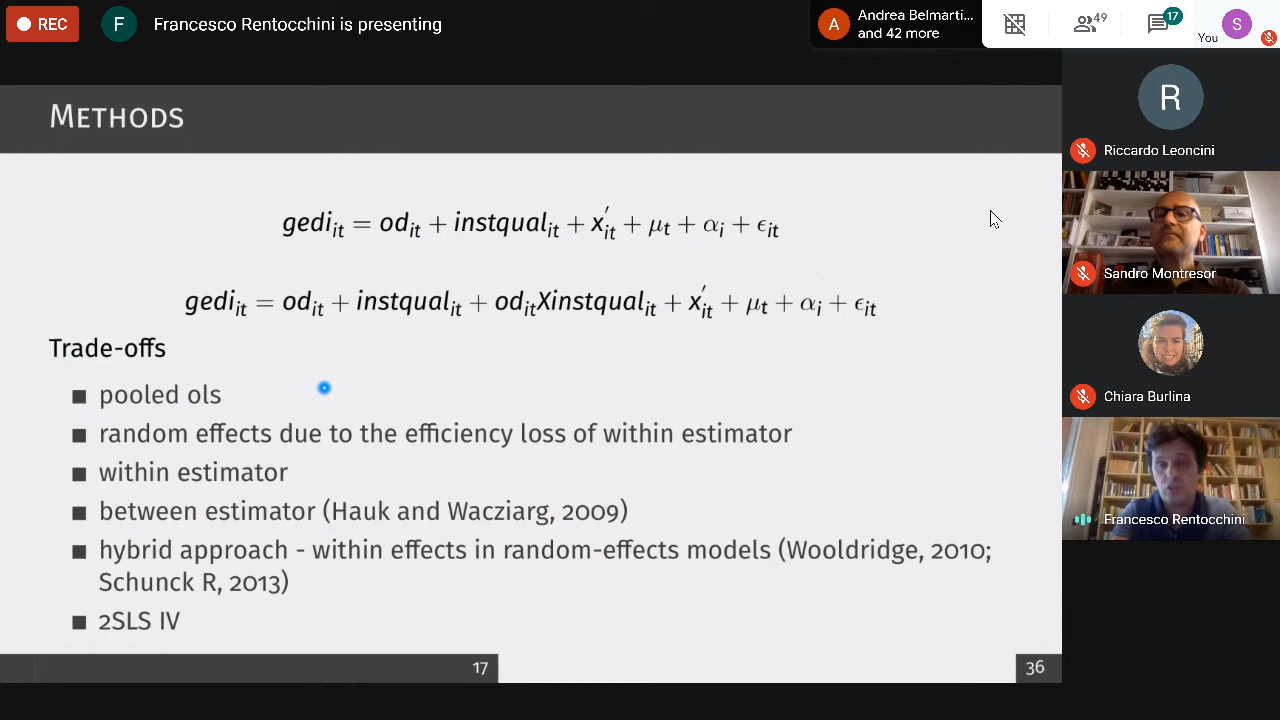 REC
F
Francesco Rentocchini is presenting
A
Andrea Belmarti...
and 42 more
49
17
You
S
METHODS
gedi_it = od_it + instqual_it + x'_it + μ_t + α_i + ϵ_it
gedi_it = od_it + instqual_it + od_itXinstqual_it + x'_it + μ_t + α_i + ϵ_it
Trade-offs
■ pooled ols
■ random effects due to the efficiency loss of within estimator
■ within estimator
■ between estimator (Hauk and Wacziarg, 2009)
■ hybrid approach - within effects in random-effects models (Wooldridge, 2010;
Schunck R, 2013)
■ 2SLS IV
17
36
R
Riccardo Leoncini
Sandro Montresor
Chiara Burlina
Francesco Rentocchini